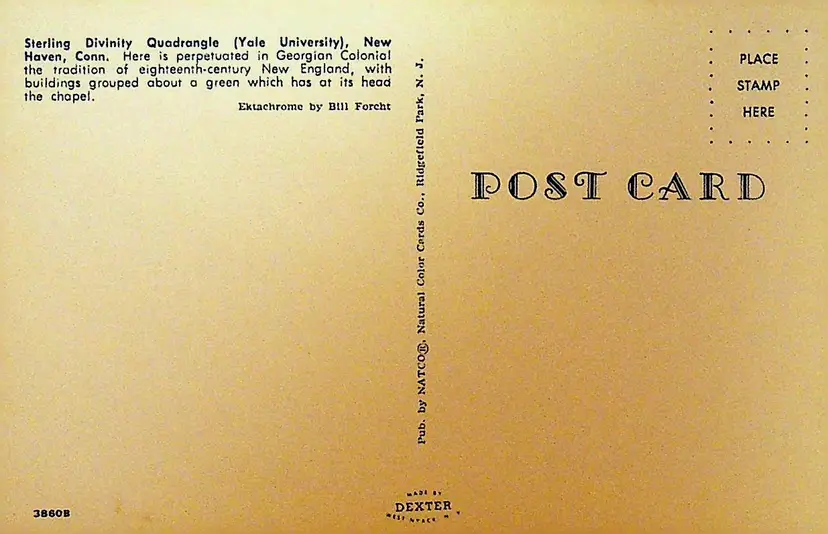 Sterling Divinity Quadrangle (Yale University), New
Haven, Conn. Here is perpetuated in Georgian Colonial
the tradition of eighteenth-century New England, with
buildings grouped about a green which has at its head
the chapel.
Ektachrome by Bill Forcht
Pub. by NATCO®, Natural Color Cards Co., Ridgefield Park, N. J.
PLACE
STAMP
HERE
POST CARD
3860B
MADE BY
DEXTER
WEST NYACK N Y